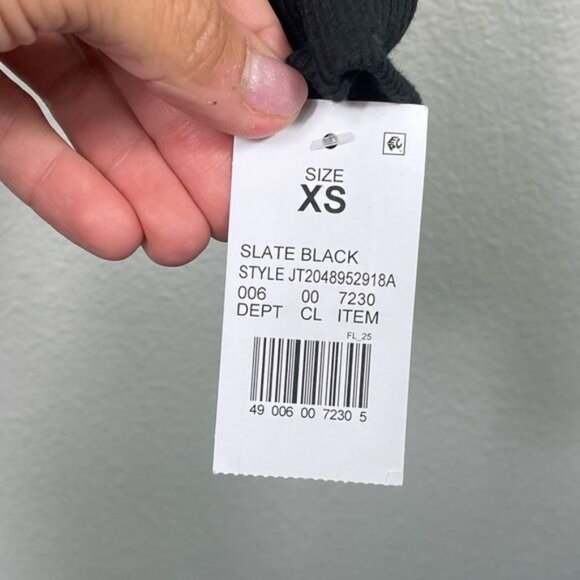 SIZE
XS
SLATE BLACK
STYLE JT2048952918A
006 00 7230
DEPT CL ITEM
FL_25
49 006 00 7230 5